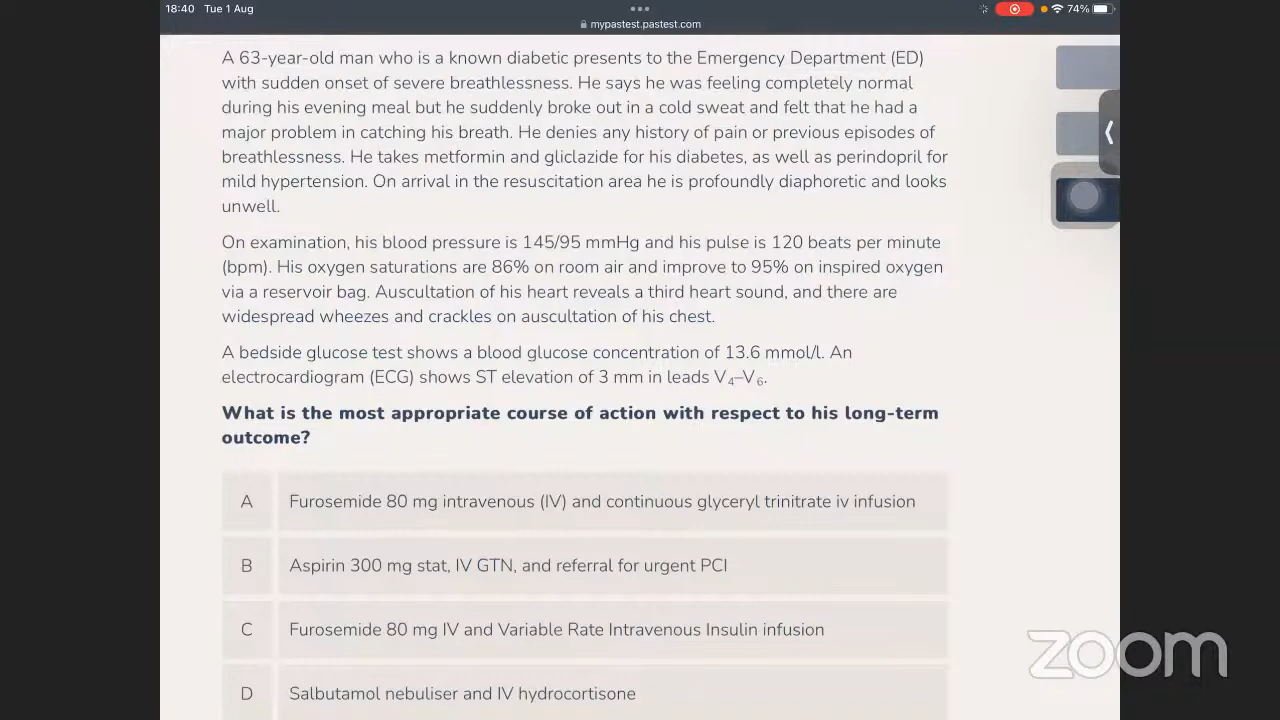 18:40 Tue 1 Aug
74%
mypastest.pastest.com
A 63-year-old man who is a known diabetic presents to the Emergency Department (ED)
with sudden onset of severe breathlessness. He says he was feeling completely normal
during his evening meal but he suddenly broke out in a cold sweat and felt that he had a
major problem in catching his breath. He denies any history of pain or previous episodes of
breathlessness. He takes metformin and gliclazide for his diabetes, as well as perindopril for
mild hypertension. On arrival in the resuscitation area he is profoundly diaphoretic and looks
unwell.
On examination, his blood pressure is 145/95 mmHg and his pulse is 120 beats per minute
(bpm). His oxygen saturations are 86% on room air and improve to 95% on inspired oxygen
via a reservoir bag. Auscultation of his heart reveals a third heart sound, and there are
widespread wheezes and crackles on auscultation of his chest.
A bedside glucose test shows a blood glucose concentration of 13.6 mmol/l. An
electrocardiogram (ECG) shows ST elevation of 3 mm in leads V₄–V₆.
What is the most appropriate course of action with respect to his long-term
outcome?
A Furosemide 80 mg intravenous (IV) and continuous glyceryl trinitrate iv infusion
B Aspirin 300 mg stat, IV GTN, and referral for urgent PCI
C Furosemide 80 mg IV and Variable Rate Intravenous Insulin infusion
D Salbutamol nebuliser and IV hydrocortisone
zoom